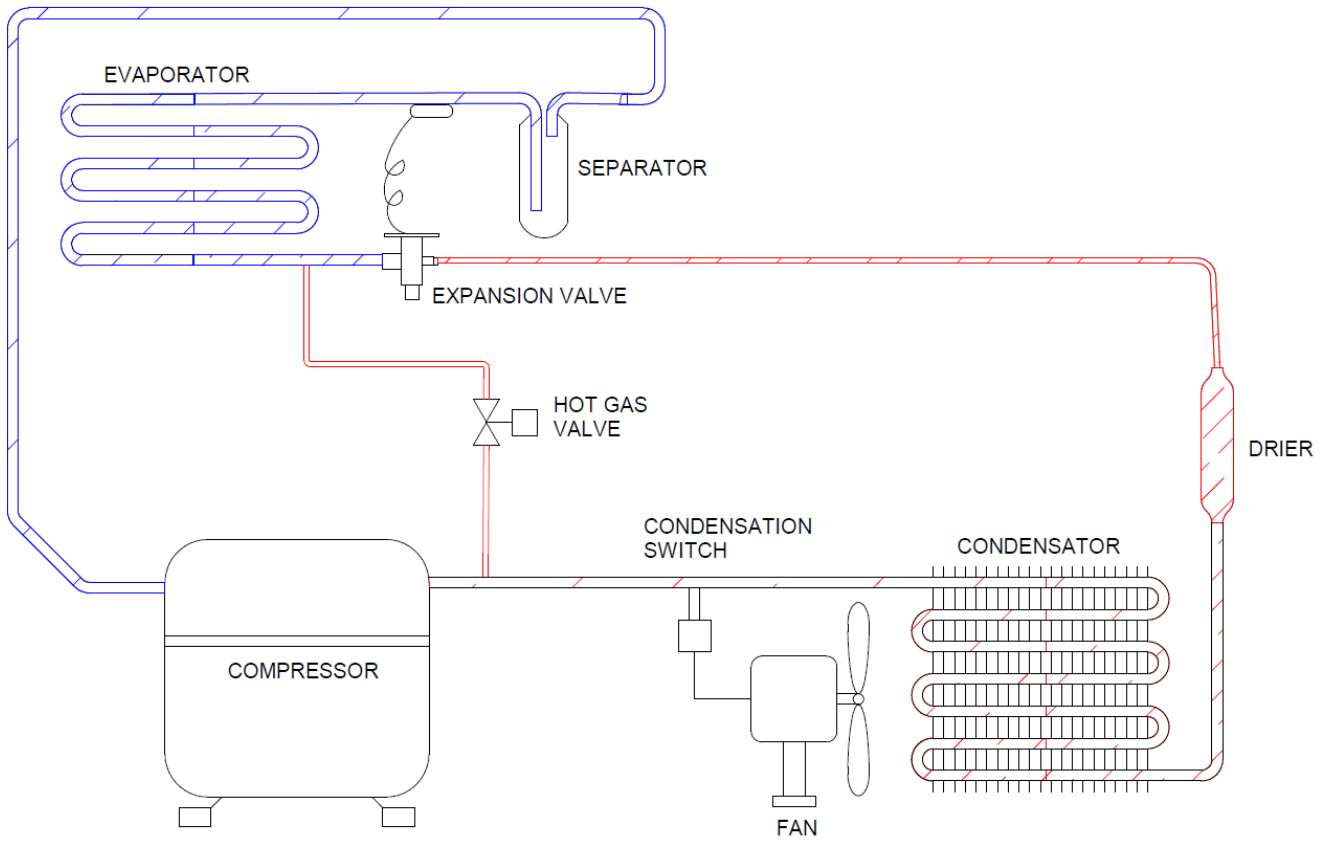 EVAPORATOR
SEPARATOR
EXPANSION VALVE
HOT GAS
VALVE
DRIER
CONDENSATION
SWITCH
CONDENSATOR
COMPRESSOR
FAN